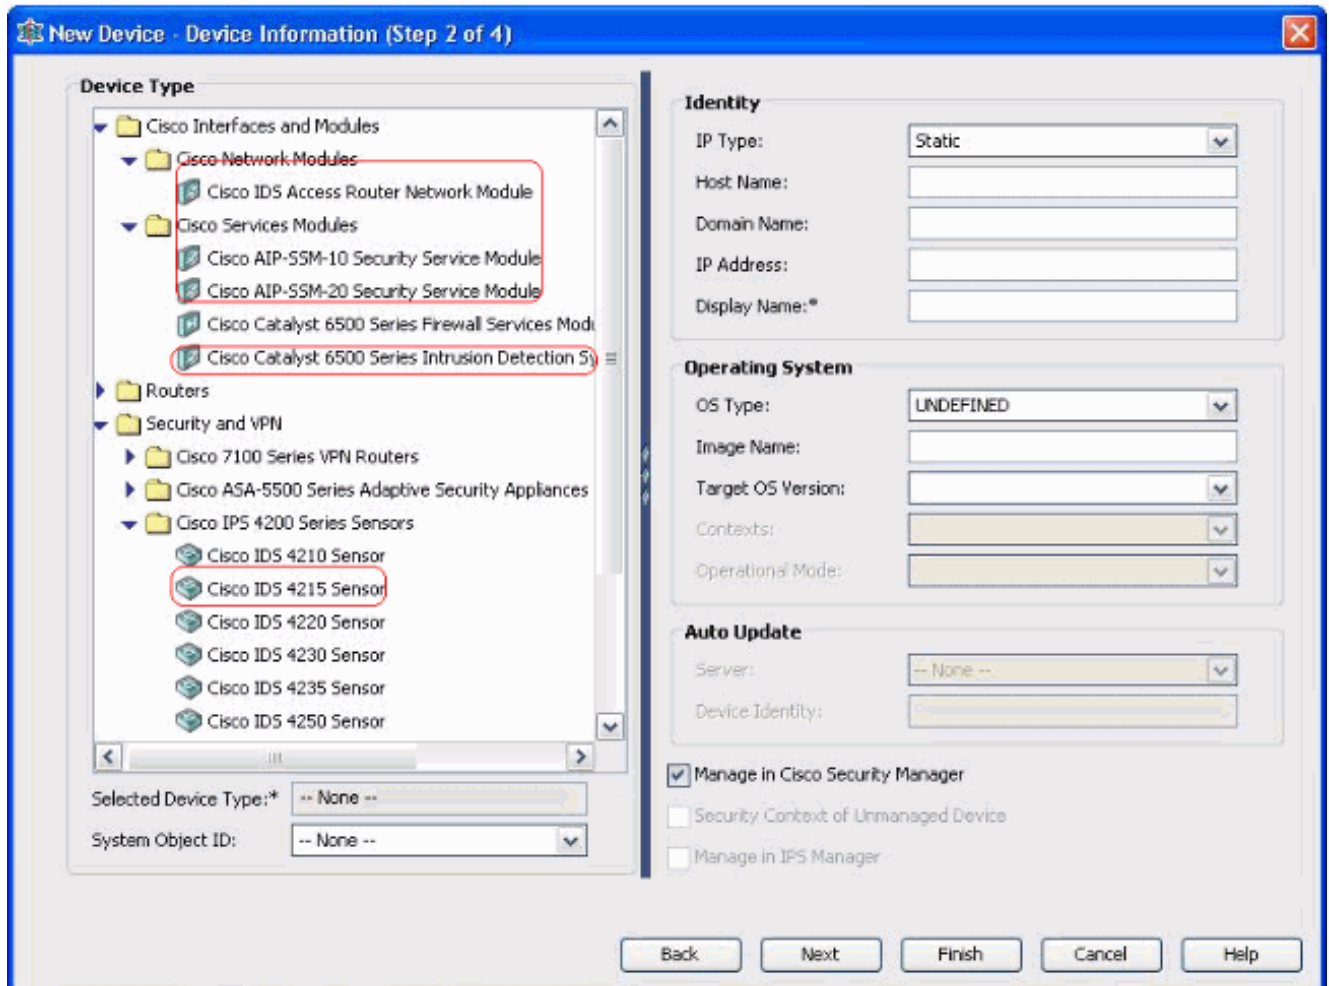 New Device - Device Information (Step 2 of 4)
Device Type
Cisco Interfaces and Modules
Cisco Network Modules
Cisco IDS Access Router Network Module
Cisco Services Modules
Cisco AIP-SSM-10 Security Service Module
Cisco AIP-SSM-20 Security Service Module
Cisco Catalyst 6500 Series Firewall Services Modu
Cisco Catalyst 6500 Series Intrusion Detection Sy
Routers
Security and VPN
Cisco 7100 Series VPN Routers
Cisco ASA-5500 Series Adaptive Security Appliances
Cisco IPS 4200 Series Sensors
Cisco IDS 4210 Sensor
Cisco IDS 4215 Sensor
Cisco IDS 4220 Sensor
Cisco IDS 4230 Sensor
Cisco IDS 4235 Sensor
Cisco IDS 4250 Sensor
Selected Device Type:* -- None --
System Object ID: -- None --
Identity
IP Type: Static
Host Name:
Domain Name:
IP Address:
Display Name:*
Operating System
OS Type: UNDEFINED
Image Name:
Target OS Version:
Contexts:
Operational Mode:
Auto Update
Server: -- None --
Device Identity:
Manage in Cisco Security Manager
Security Context of Unmanaged Device
Manage in IPS Manager
Back Next Finish Cancel Help